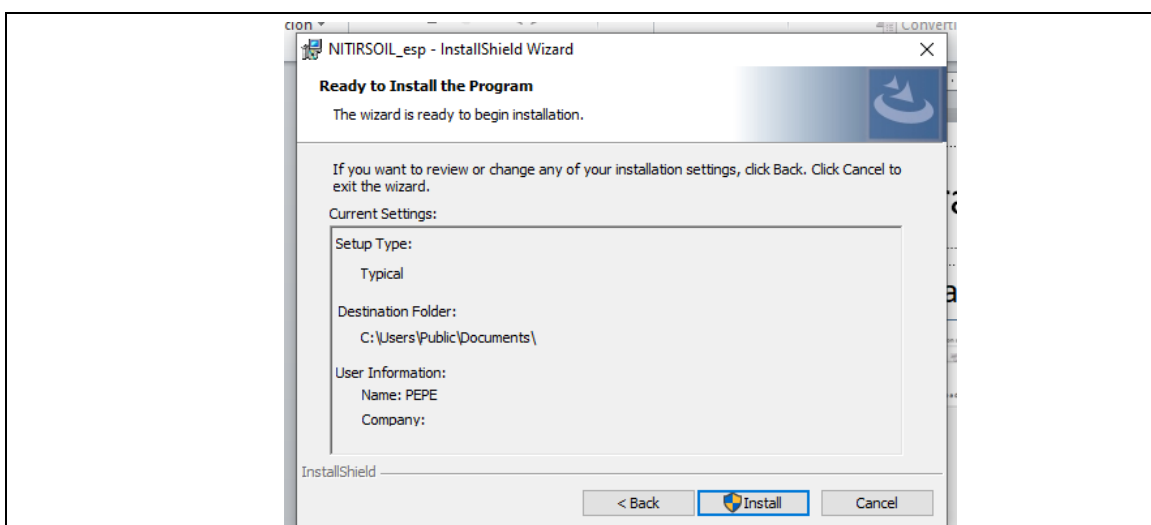 ción
Converti
NITIRSOIL_esp - InstallShield Wizard
Ready to Install the Program
The wizard is ready to begin installation.
If you want to review or change any of your installation settings, click Back. Click Cancel to
exit the wizard.
Current Settings:
Setup Type:
Typical
Destination Folder:
C:\Users\Public\Documents\
User Information:
Name: PEPE
Company:
InstallShield
< Back
Install
Cancel